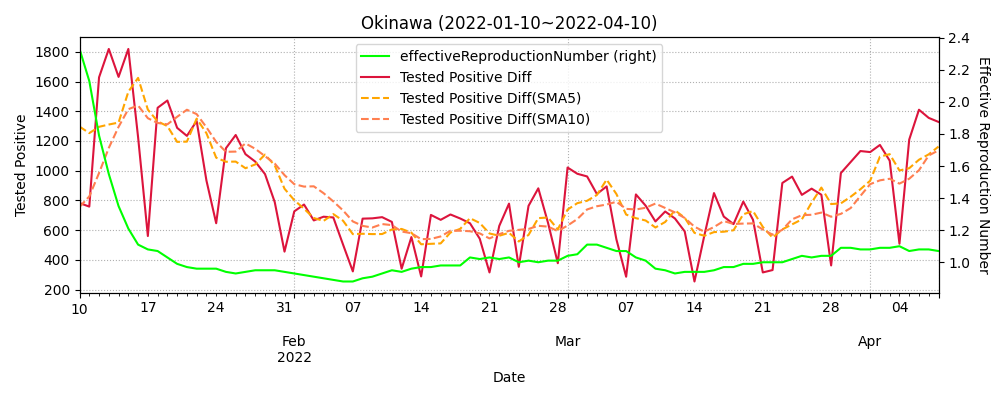 Okinawa (2022-01-10~2022-04-10)
effectiveReproductionNumber (right)
Tested Positive Diff
Tested Positive Diff(SMA5)
Tested Positive Diff(SMA10)
Tested Positive
1800
1600
1400
1200
1000
800
600
400
200
Effective Reproduction Number
2.4
2.2
2.0
1.8
1.6
1.4
1.2
1.0
10 17 24 31 07 14 21 28 07 14 21 28 04
Feb Mar Apr
2022
Date